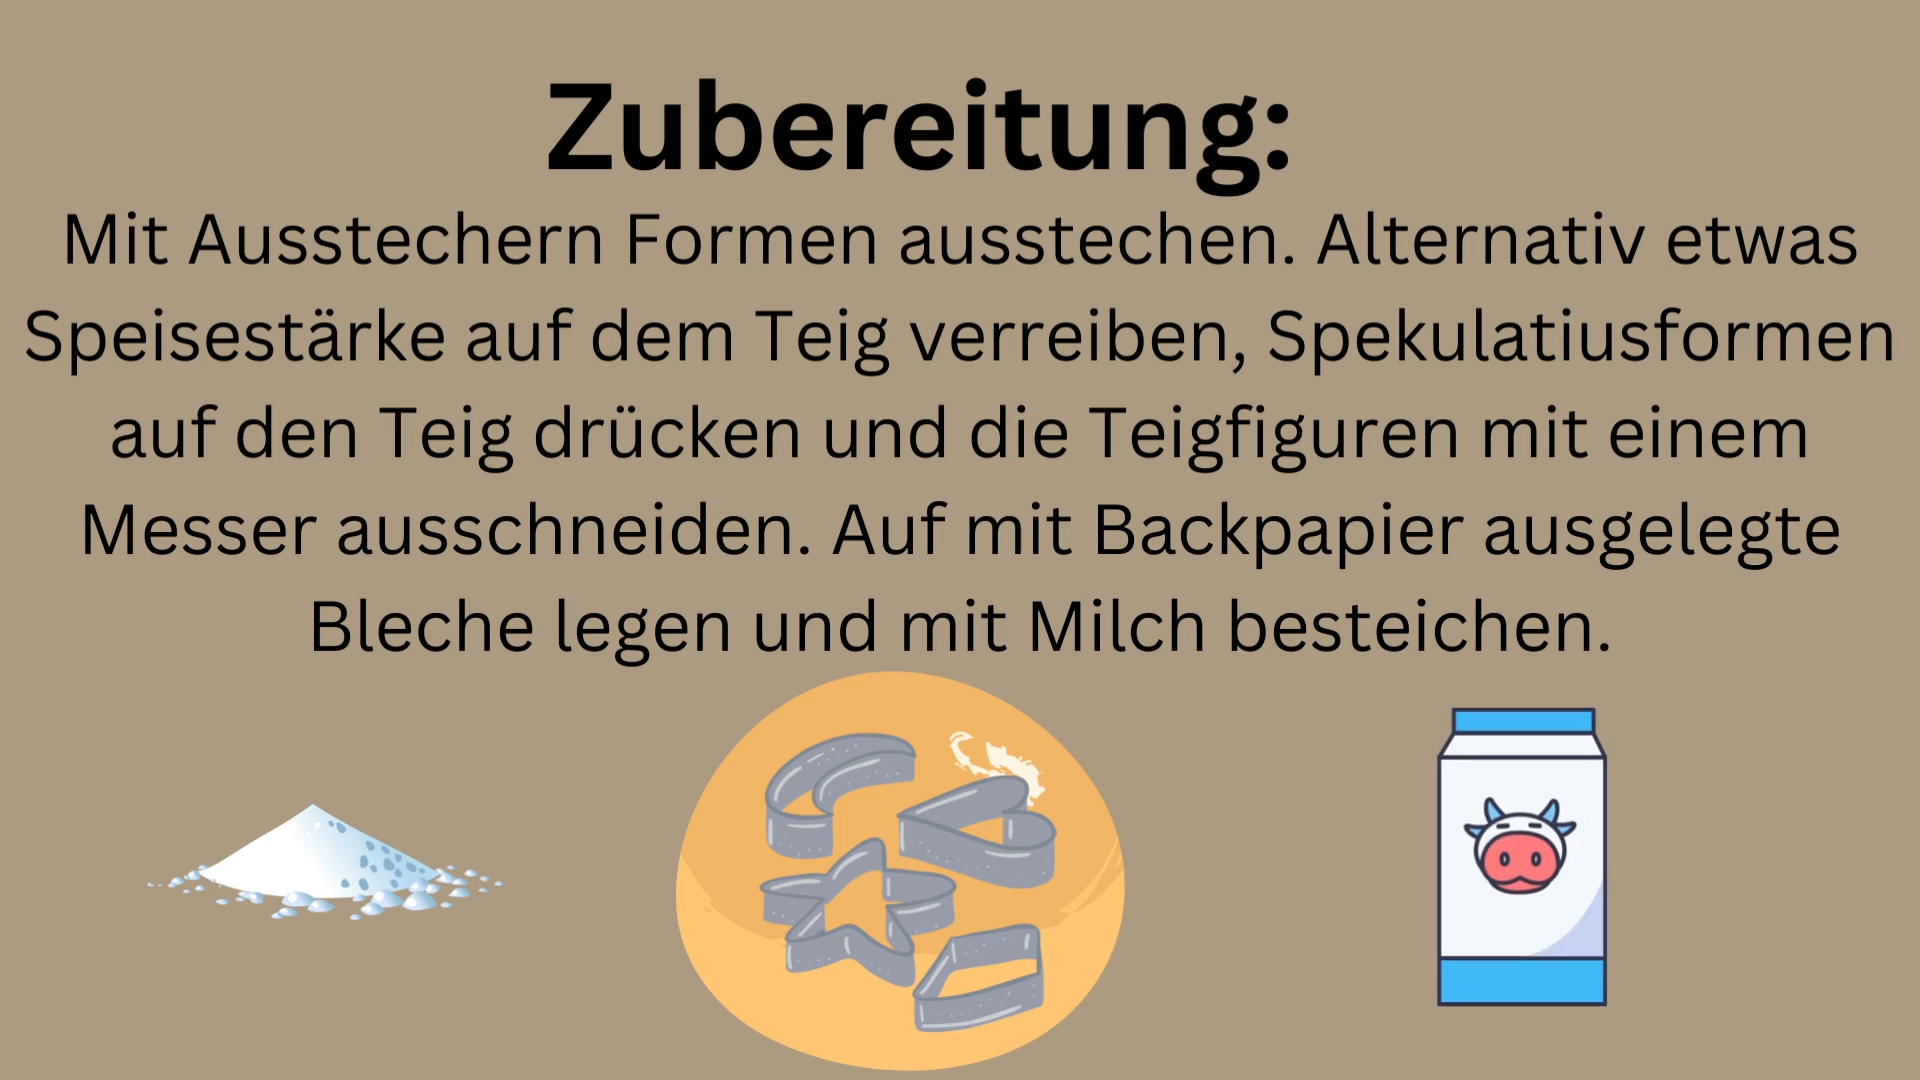 Zubereitung:
Mit Ausstechern Formen ausstechen. Alternativ etwas
Speisestärke auf dem Teig verreiben, Spekulatiusformen
auf den Teig drücken und die Teigfiguren mit einem
Messer ausschneiden. Auf mit Backpapier ausgelegte
Bleche legen und mit Milch besteichen.